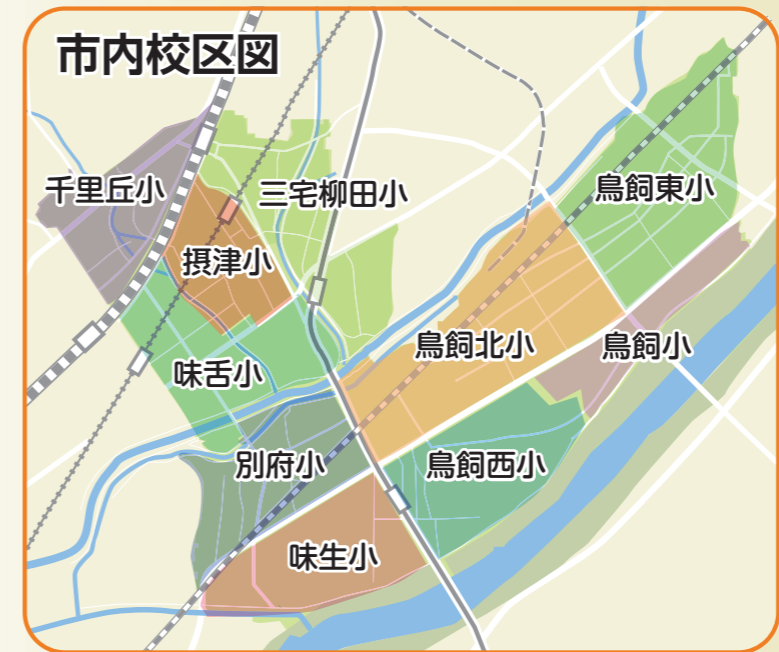 市内校区図
千里丘小
三宅柳田小
鳥飼東小
摂津小
味舌小
鳥飼北小
鳥飼小
別府小
鳥飼西小
味生小